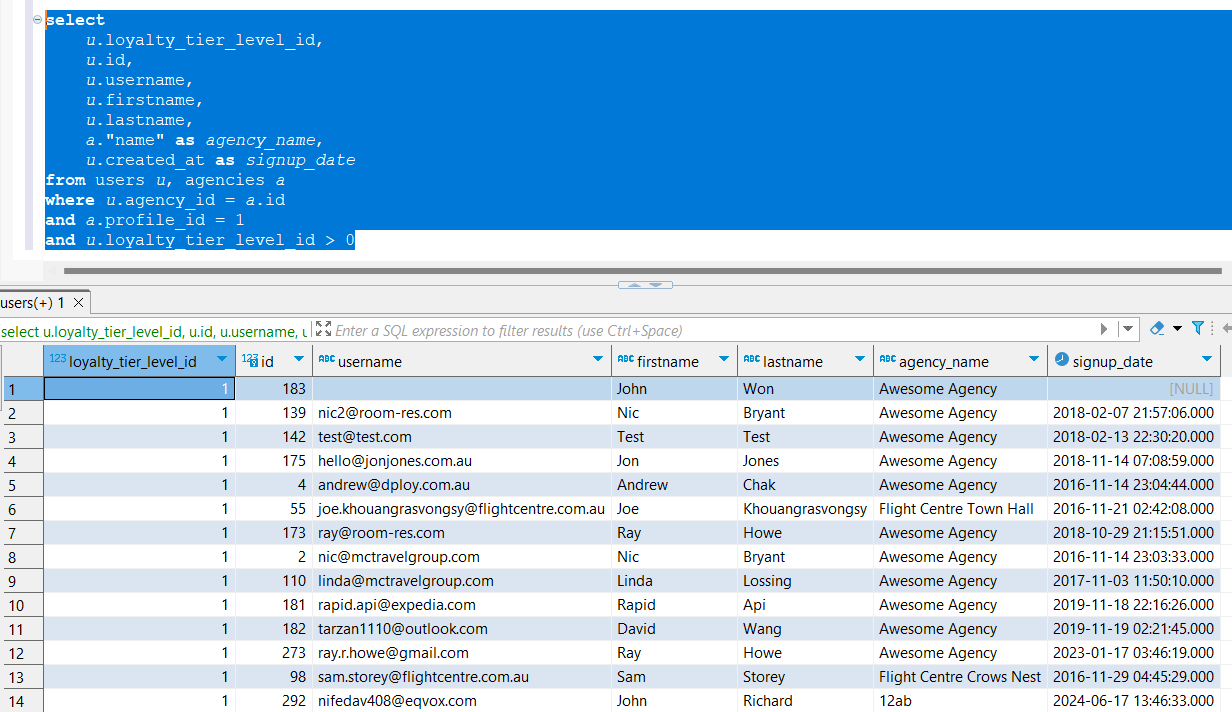 select
u.loyalty_tier_level_id,
u.id,
u.username,
u.firstname,
u.lastname,
a."name" as agency_name,
u.created_at as signup_date
from users u, agencies a
where u.agency_id = a.id
and a.profile_id = 1
and u.loyalty_tier_level_id > 0
users(+) 1
select u.loyalty_tier_level_id, u.id, u.username, u Enter a SQL expression to filter results (use Ctrl+Space)
123 loyalty_tier_level_id 123 id ABC username ABC firstname ABC lastname ABC agency_name signup_date
1 1 183 John Won Awesome Agency [NULL]
2 1 139 nic2@room-res.com Nic Bryant Awesome Agency 2018-02-07 21:57:06.000
3 1 142 test@test.com Test Test Awesome Agency 2018-02-13 22:30:20.000
4 1 175 hello@jonjones.com.au Jon Jones Awesome Agency 2018-11-14 07:08:59.000
5 1 4 andrew@dploy.com.au Andrew Chak Awesome Agency 2016-11-14 23:04:44.000
6 1 55 joe.khouangrasvongsy@flightcentre.com.au Joe Khouangrasvongsy Flight Centre Town Hall 2016-11-21 02:42:08.000
7 1 173 ray@room-res.com Ray Howe Awesome Agency 2018-10-29 21:15:51.000
8 1 2 nic@mctravelgroup.com Nic Bryant Awesome Agency 2016-11-14 23:03:33.000
9 1 110 linda@mctravelgroup.com Linda Lossing Awesome Agency 2017-11-03 11:50:10.000
10 1 181 rapid.api@expedia.com Rapid Api Awesome Agency 2019-11-18 22:16:26.000
11 1 182 tarzan1110@outlook.com David Wang Awesome Agency 2019-11-19 02:21:45.000
12 1 273 ray.r.howe@gmail.com Ray Howe Awesome Agency 2023-01-17 03:46:19.000
13 1 98 sam.storey@flightcentre.com.au Sam Storey Flight Centre Crows Nest 2016-11-29 04:45:29.000
14 1 292 nifedav408@eqvox.com John Richard 12ab 2024-06-17 13:46:33.000